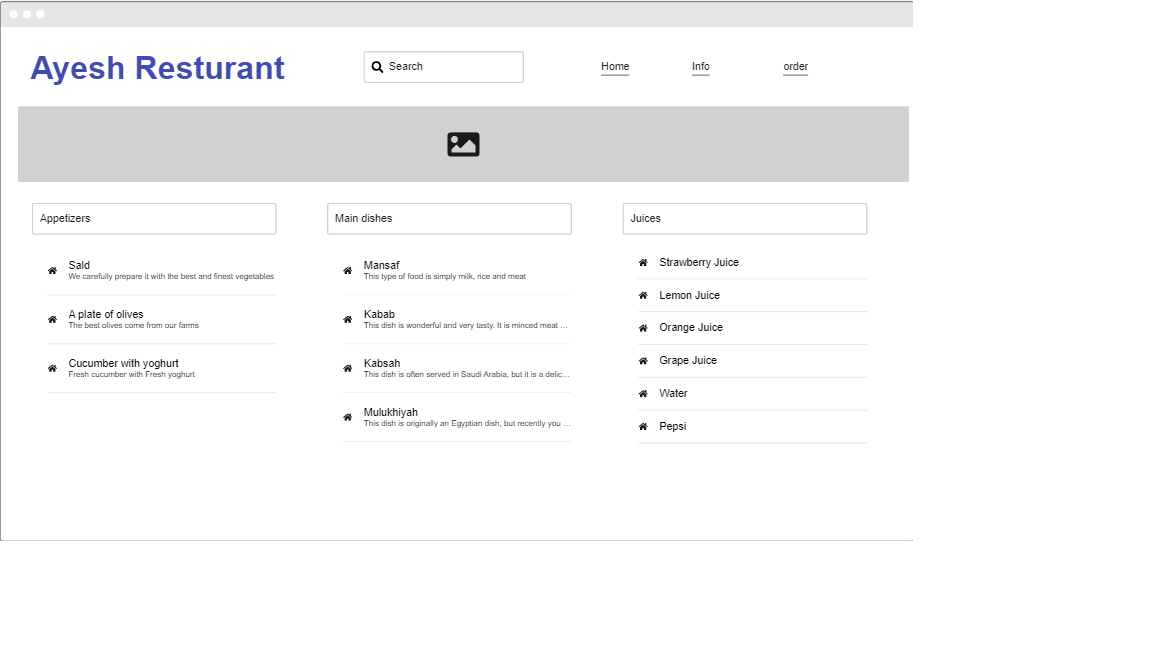 Ayesh Resturant
Search
Home
Info
order
Appetizers
Sald
We carefully prepare it with the best and finest vegetables
A plate of olives
The best olives come from our farms
Cucumber with yoghurt
Fresh cucumber with Fresh yoghurt
Main dishes
Mansaf
This type of food is simply milk, rice and meat
Kabab
This dish is wonderful and very tasty. It is minced meat ...
Kabsah
This dish is often served in Saudi Arabia, but it is a delic...
Mulukhiyah
This dish is originally an Egyptian dish, but recently you ...
Juices
Strawberry Juice
Lemon Juice
Orange Juice
Grape Juice
Water
Pepsi